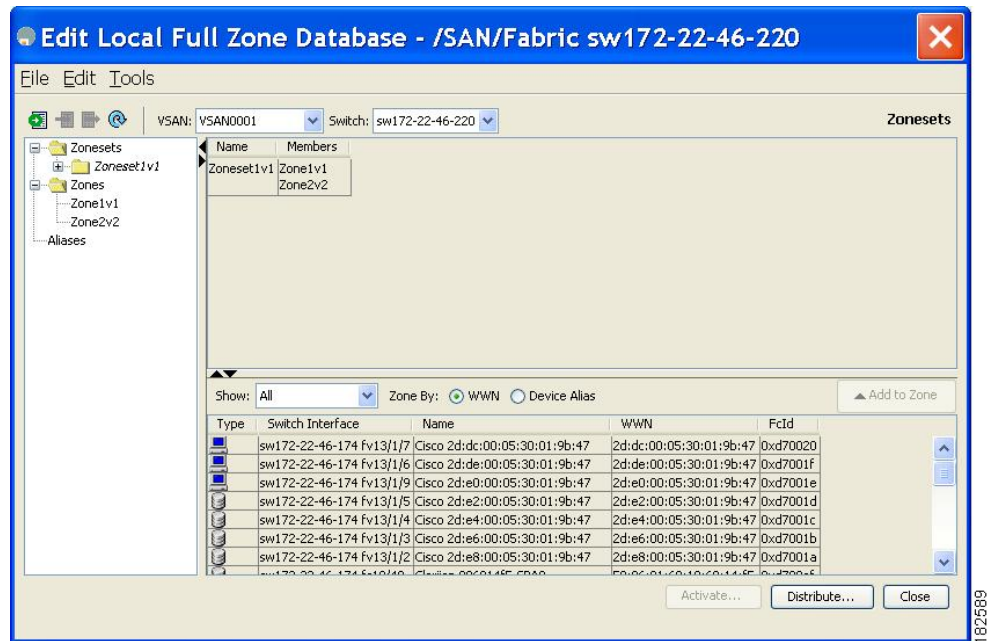 Edit Local Full Zone Database - /SAN/Fabric sw172-22-46-220
File Edit Tools
VSAN: VSAN0001 Switch: sw172-22-46-220 Zonesets
Zonesets
Zoneset1v1
Zones
Zone1v1
Zone2v2
Aliases
Name Members
Zoneset1v1 Zone1v1
Zone2v2
Show: All Zone By: WWN Device Alias Add to Zone
Type Switch Interface Name WWN FcId
sw172-22-46-174 fv13/1/7 Cisco 2d:dc:00:05:30:01:9b:47 2d:dc:00:05:30:01:9b:47 0xd70020
sw172-22-46-174 fv13/1/6 Cisco 2d:de:00:05:30:01:9b:47 2d:de:00:05:30:01:9b:47 0xd7001f
sw172-22-46-174 fv13/1/9 Cisco 2d:e0:00:05:30:01:9b:47 2d:e0:00:05:30:01:9b:47 0xd7001e
sw172-22-46-174 fv13/1/5 Cisco 2d:e2:00:05:30:01:9b:47 2d:e2:00:05:30:01:9b:47 0xd7001d
sw172-22-46-174 fv13/1/4 Cisco 2d:e4:00:05:30:01:9b:47 2d:e4:00:05:30:01:9b:47 0xd7001c
sw172-22-46-174 fv13/1/3 Cisco 2d:e6:00:05:30:01:9b:47 2d:e6:00:05:30:01:9b:47 0xd7001b
sw172-22-46-174 fv13/1/2 Cisco 2d:e8:00:05:30:01:9b:47 2d:e8:00:05:30:01:9b:47 0xd7001a
Activate... Distribute... Close
182589